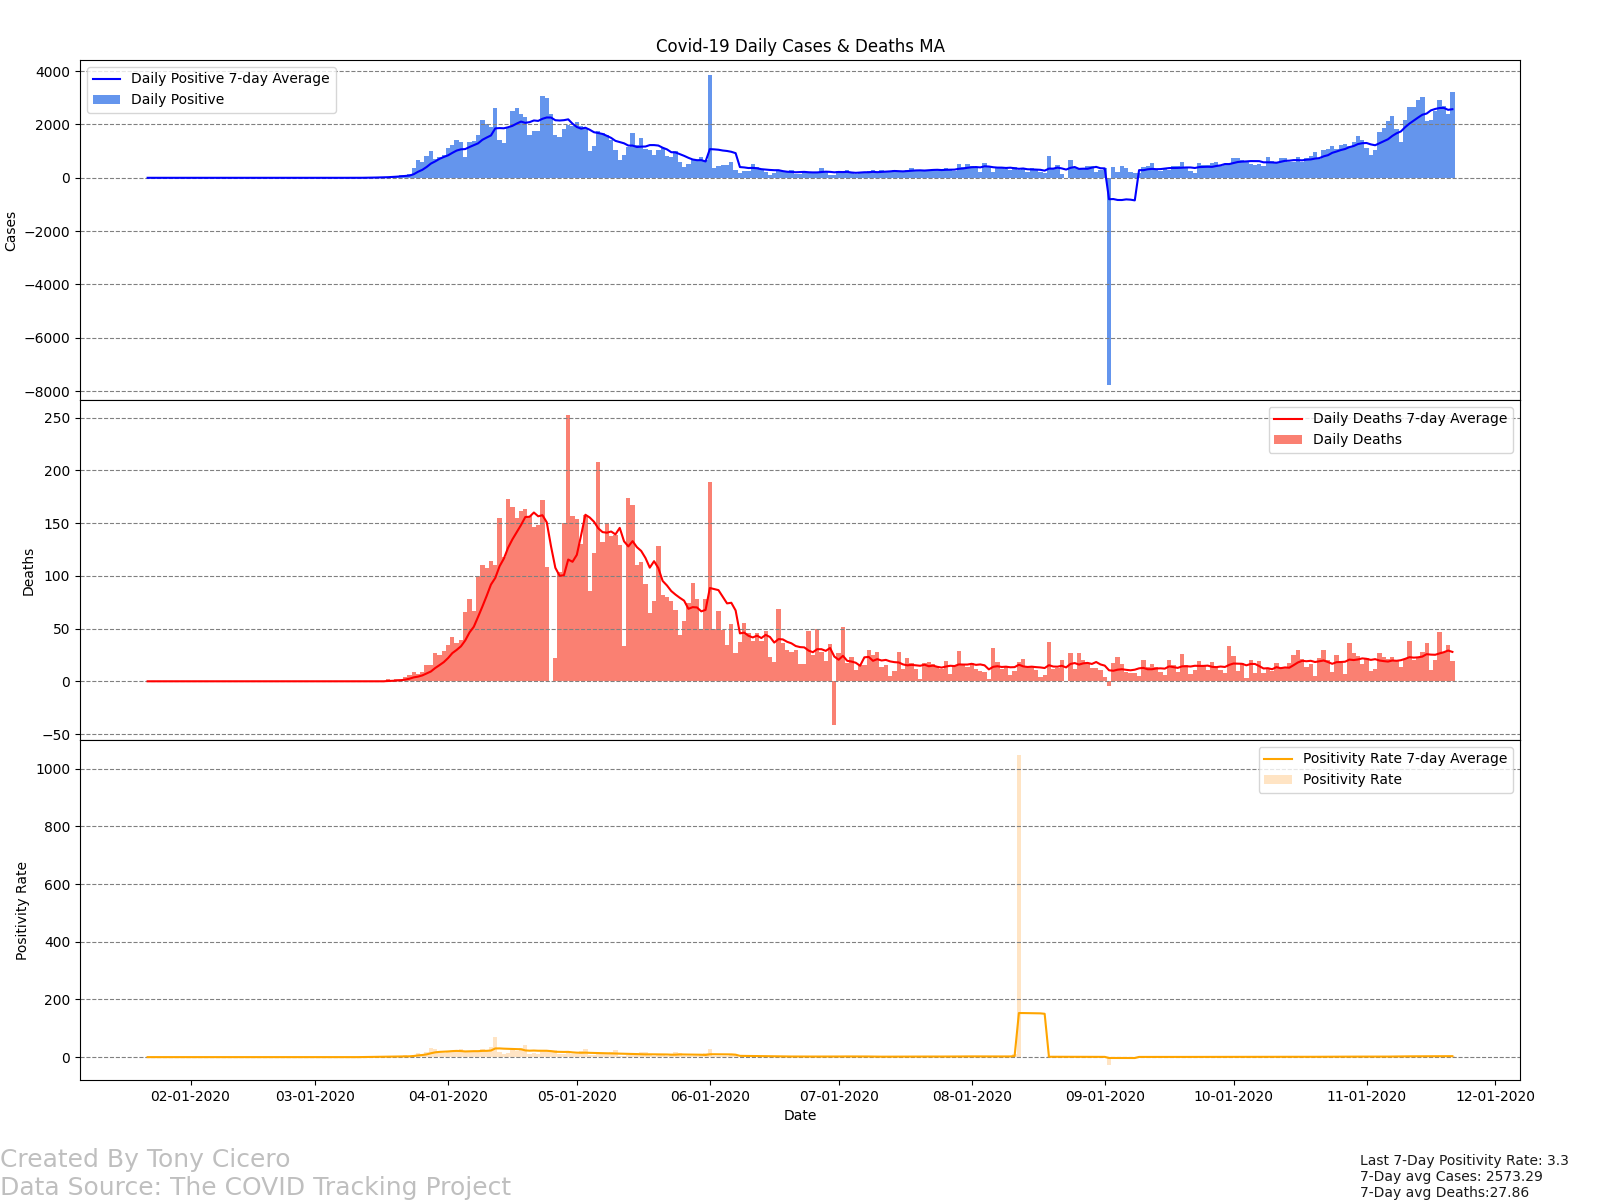 Covid-19 Daily Cases & Deaths MA
Daily Positive 7-day Average
Daily Positive
4000
2000
0
−2000
−4000
−6000
−8000
Cases
Daily Deaths 7-day Average
Daily Deaths
250
200
150
100
50
0
−50
Deaths
Positivity Rate 7-day Average
Positivity Rate
1000
800
600
400
200
0
Positivity Rate
02-01-2020 03-01-2020 04-01-2020 05-01-2020 06-01-2020 07-01-2020 08-01-2020 09-01-2020 10-01-2020 11-01-2020 12-01-2020
Date
Created By Tony Cicero
Data Source: The COVID Tracking Project
Last 7-Day Positivity Rate: 3.3
7-Day avg Cases: 2573.29
7-Day avg Deaths:27.86